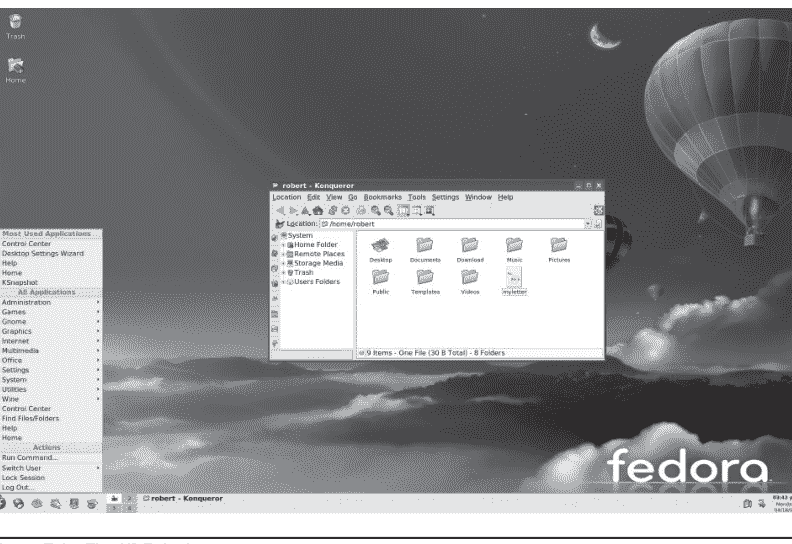 Trash
Home
robert - Konqueror
Location Edit View Go Bookmarks Tools Settings Window Help
Location: /home/robert
System
Home Folder
Remote Places
Storage Media
Trash
Users Folders
Desktop
Documents
Download
Music
Pictures
Public
Templates
Videos
myletter
9 Items - One File (30 B Total) - 8 Folders
Most Used Applications
Control Center
Desktop Settings Wizard
Help
Home
KSnapshot
All Applications
Administration
Games
Gnome
Graphics
Internet
Multimedia
Office
Settings
System
Utilities
Wine
Control Center
Find Files/Folders
Help
Home
Actions
Run Command...
Switch User
Lock Session
Log Out...
fedora
robert - Konqueror